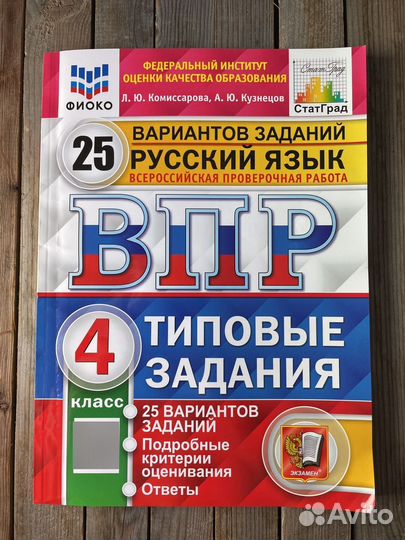 ФЕДЕРАЛЬНЫЙ ИНСТИТУТ
ОЦЕНКИ КАЧЕСТВА ОБРАЗОВАНИЯ
ФИОКО
Л. Ю. Комиссарова, А. Ю. Кузнецов
СтатГрад
СтатГрад
25
ВАРИАНТОВ ЗАДАНИЙ
РУССКИЙ ЯЗЫК
ВСЕРОССИЙСКАЯ ПРОВЕРОЧНАЯ РАБОТА
ВПР
4
класс
ТИПОВЫЕ
ЗАДАНИЯ
25 ВАРИАНТОВ
ЗАДАНИЙ
Подробные
критерии
оценивания
Ответы
ЭКЗАМЕН
Avito